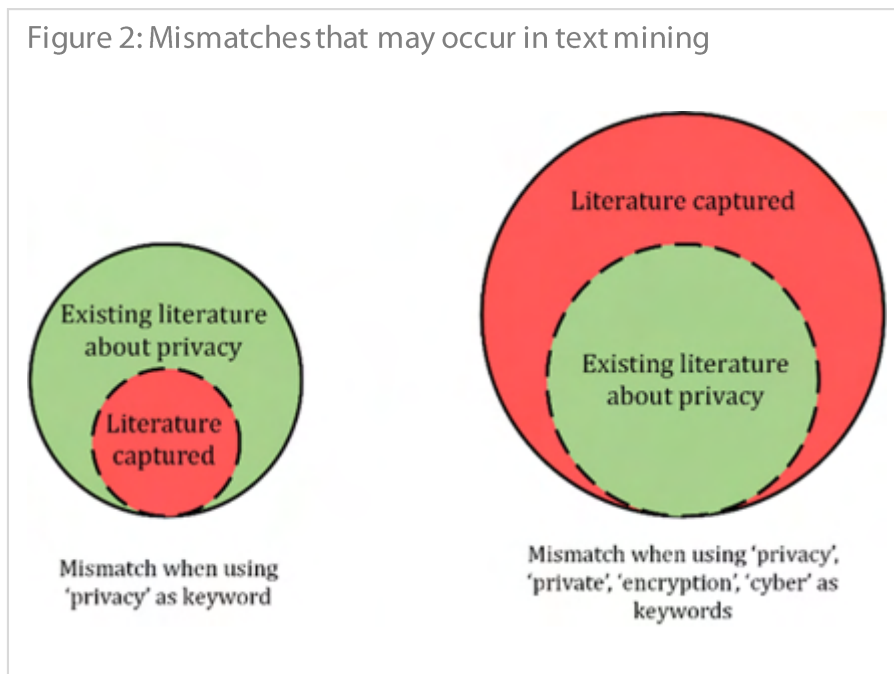 Figure 2: Mismatches that may occur in text mining
Existing literature
about privacy
Literature
captured
Mismatch when using
‘privacy’ as keyword
Literature captured
Existing literature
about privacy
Mismatch when using ‘privacy’,
‘private’, ‘encryption’, ‘cyber’ as
keywords